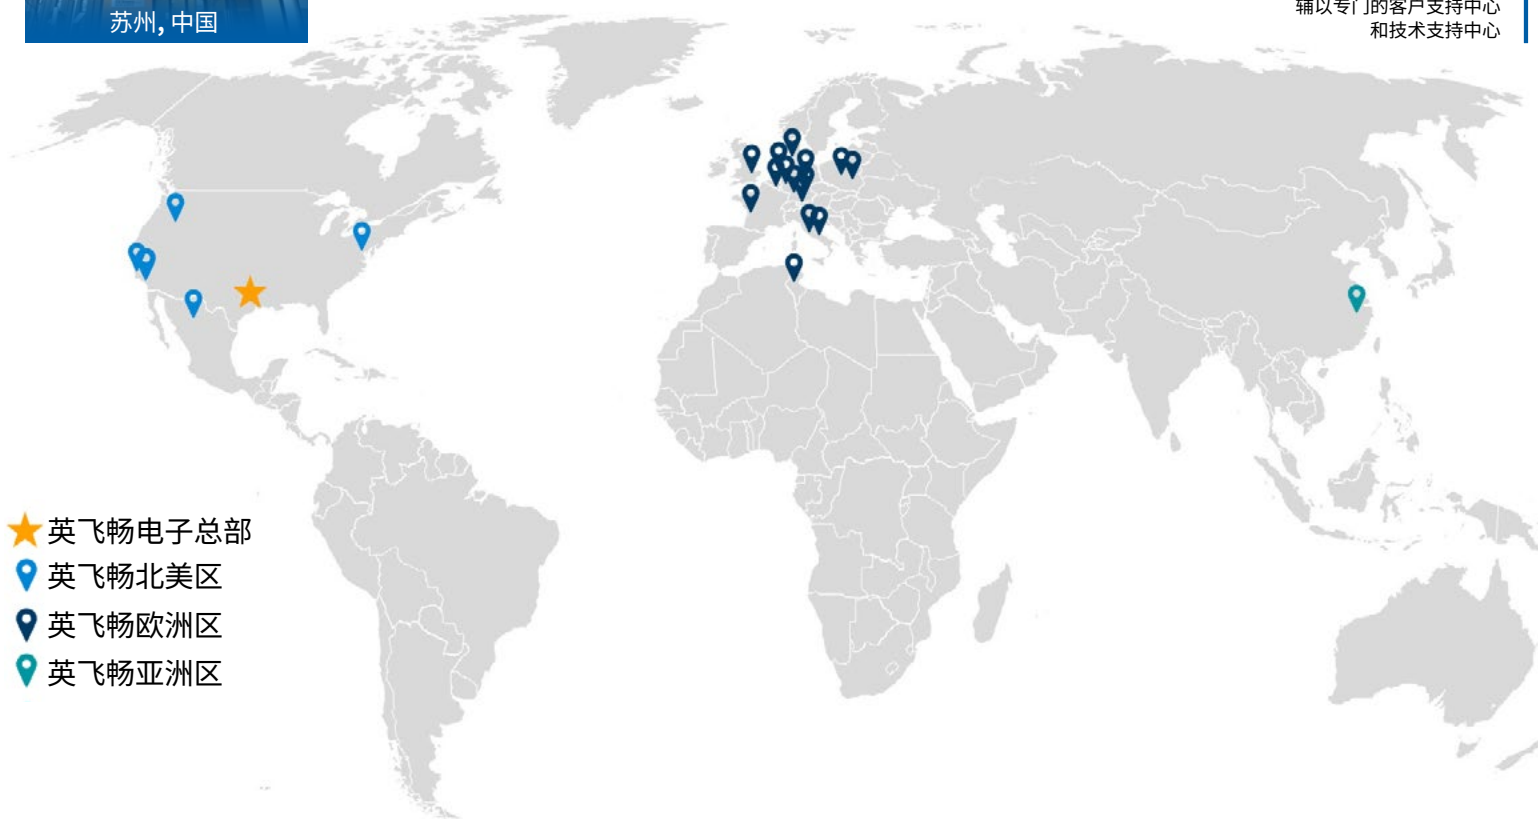 苏州, 中国
辅以专门的客户支持中心
和技术支持中心
英飞畅电子总部
英飞畅北美区
英飞畅欧洲区
英飞畅亚洲区